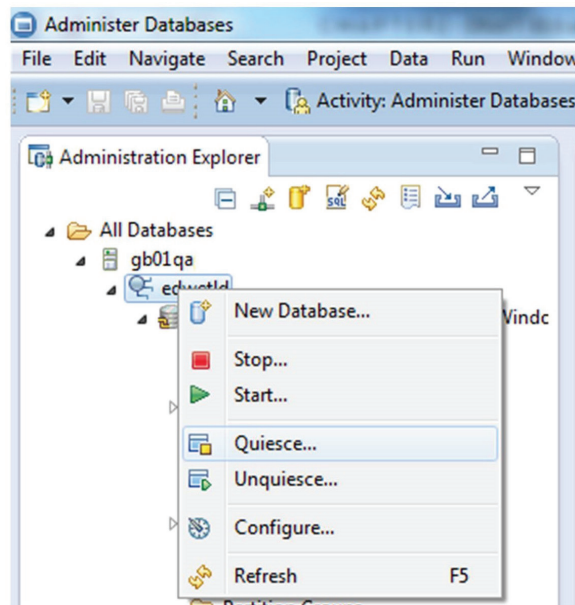 Administer Databases
File Edit Navigate Search Project Data Run Window
Activity: Administer Databases
Administration Explorer
All Databases
gb01qa
New Database...
Stop...
Start...
Quiesce...
Unquiesce...
Configure...
Refresh F5